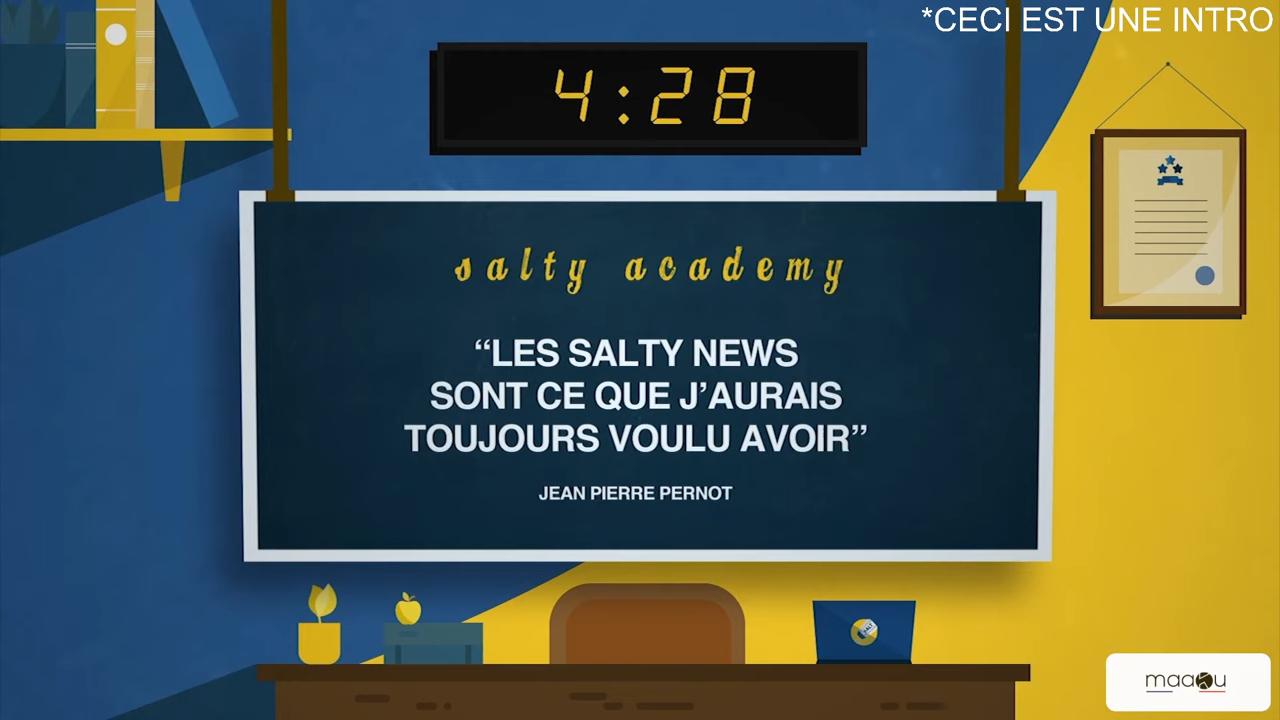 *CECI EST UNE INTRO
4:28
salty academy
“LES SALTY NEWS
SONT CE QUE J’AURAIS
TOUJOURS VOULU AVOIR”
JEAN PIERRE PERNOT
maaku